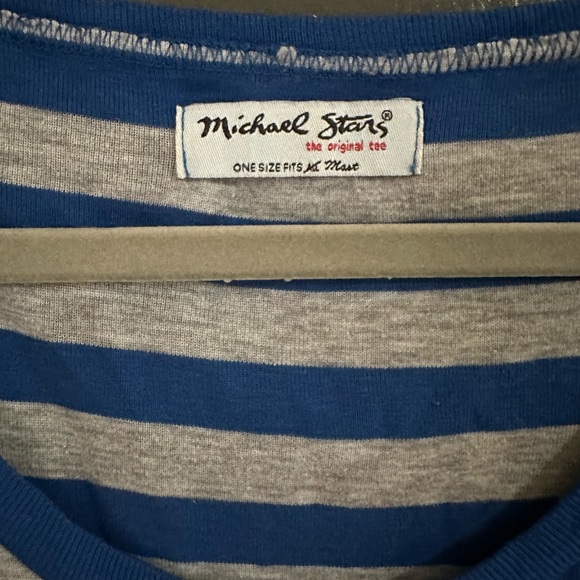 Michael Stars®
the original tee
ONE SIZE FITS Most